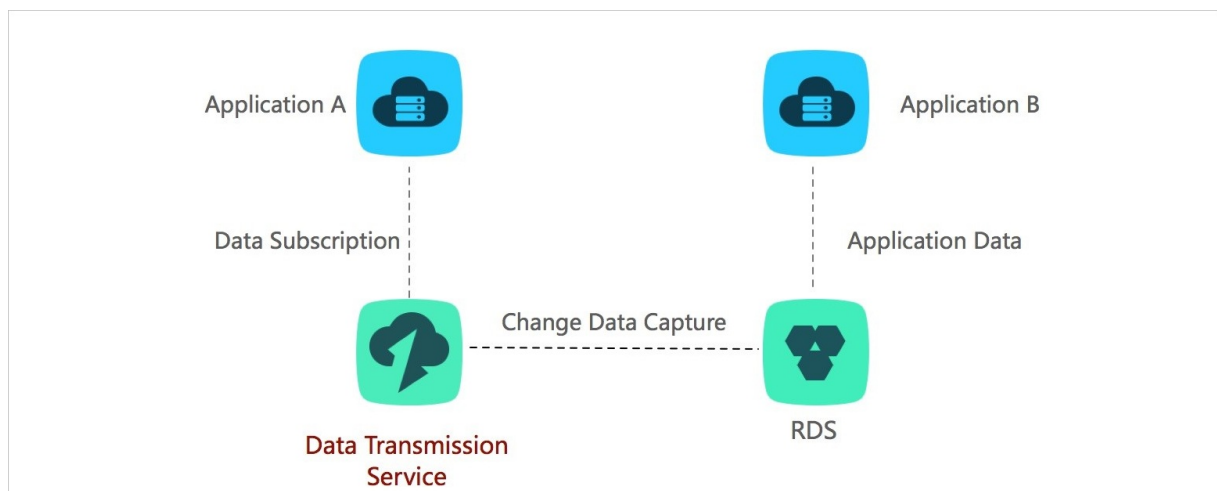 Application A
Application B
Data Subscription
Application Data
Change Data Capture
Data Transmission
Service
RDS